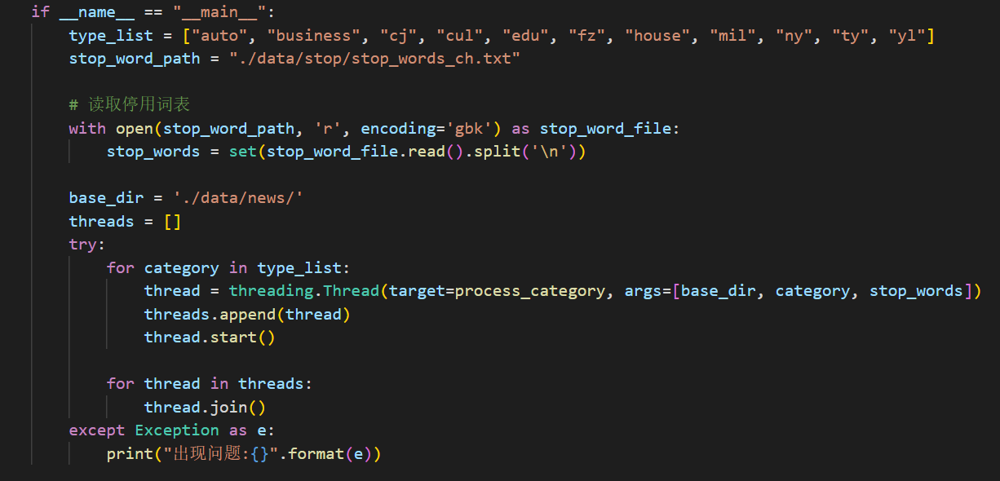 if __name__ == "__main__":
    type_list = ["auto", "business", "cj", "cul", "edu", "fz", "house", "mil", "ny", "ty", "yl"]
    stop_word_path = "./data/stop/stop_words_ch.txt"

    # 读取停用词表
    with open(stop_word_path, 'r', encoding='gbk') as stop_word_file:
        stop_words = set(stop_word_file.read().split('\n'))

    base_dir = './data/news/'
    threads = []
    try:
        for category in type_list:
            thread = threading.Thread(target=process_category, args=[base_dir, category, stop_words])
            threads.append(thread)
            thread.start()

        for thread in threads:
            thread.join()
    except Exception as e:
        print("出现问题:{}".format(e))